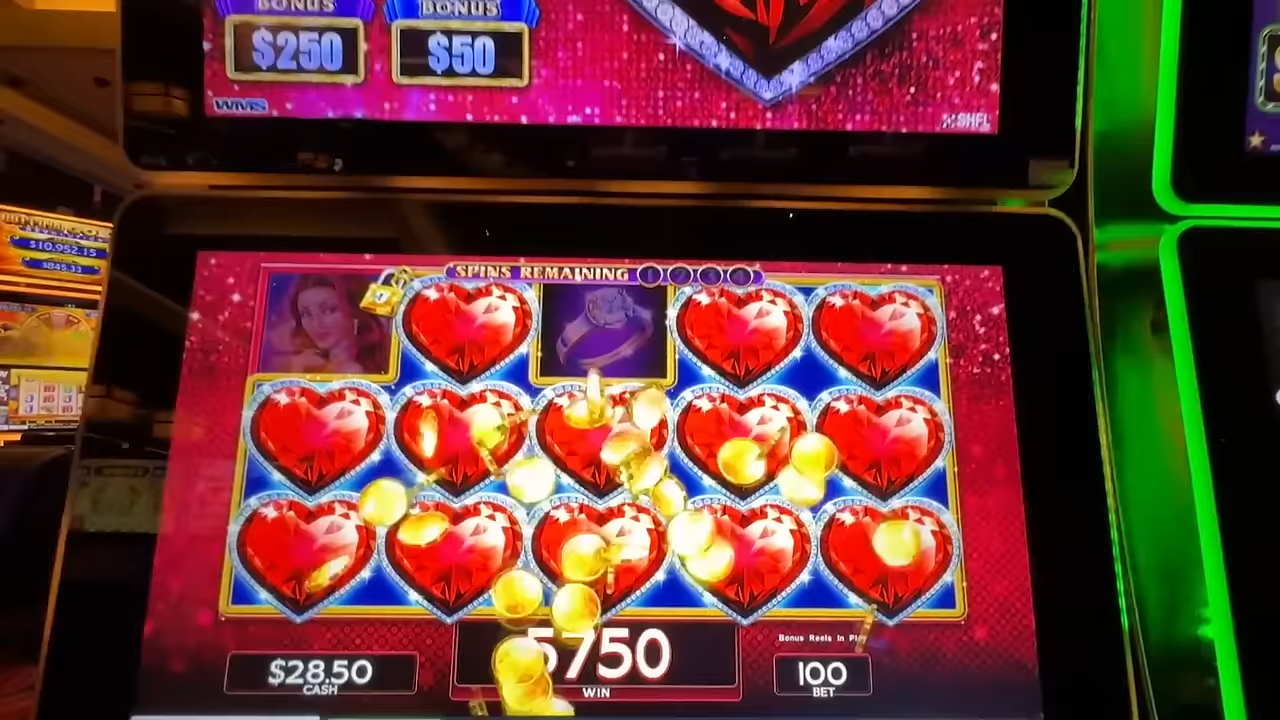 BONUS
BONUS
$250
$50
WMS
SHFL
$10,952.15
$845.33
SPINS REMAINING 1 2 3 4
5750
WIN
$28.50
CASH
Bonus Reels In
100
BET